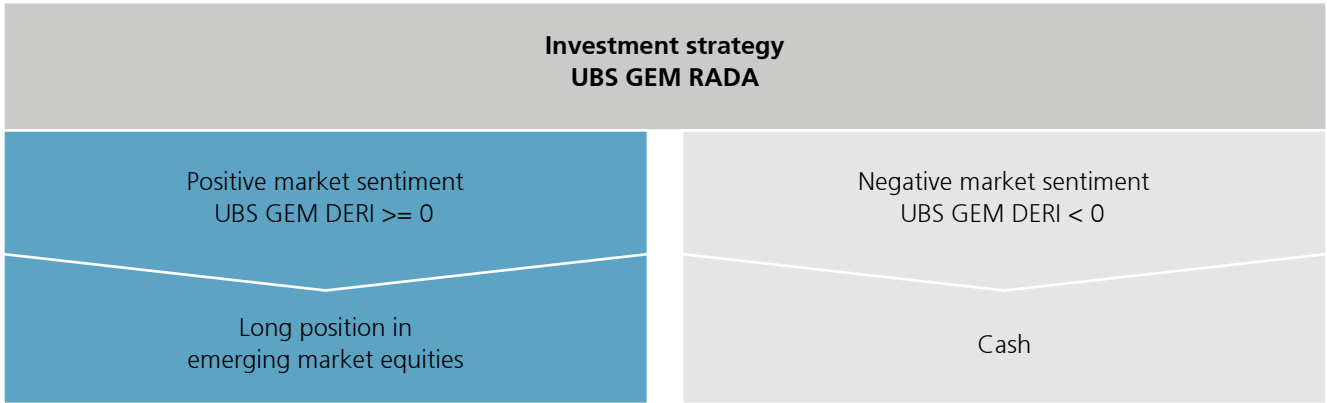 Investment strategy
UBS GEM RADA
Positive market sentiment
UBS GEM DERI >= 0
Long position in
emerging market equities
Negative market sentiment
UBS GEM DERI < 0
Cash